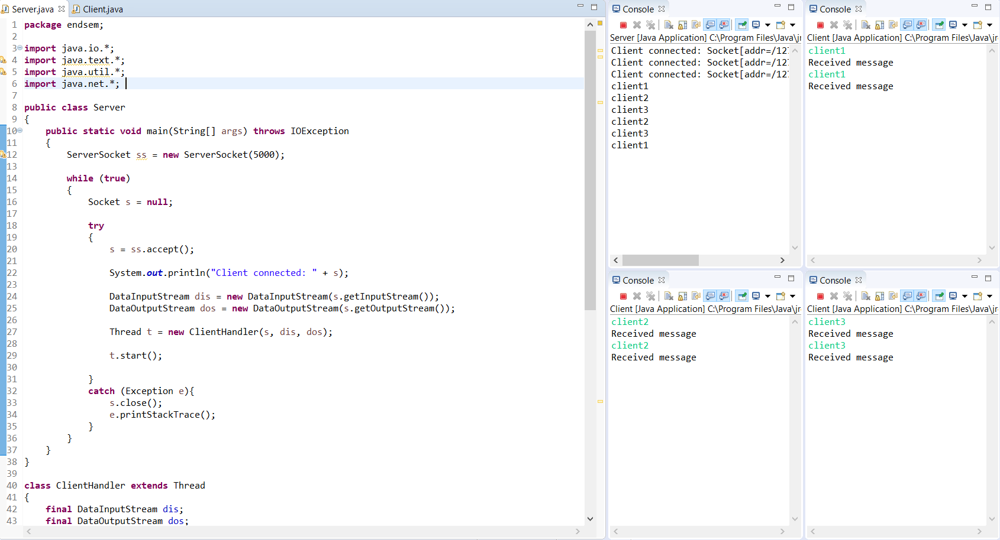 Server.java
Client.java
1 package endsem;
2
3 import java.io.*;
4 import java.text.*;
5 import java.util.*;
6 import java.net.*;
7
8 public class Server
9 {
10     public static void main(String[] args) throws IOException
11     {
12         ServerSocket ss = new ServerSocket(5000);
13
14         while (true)
15         {
16             Socket s = null;
17
18             try
19             {
20                 s = ss.accept();
21
22                 System.out.println("Client connected: " + s);
23
24                 DataInputStream dis = new DataInputStream(s.getInputStream());
25                 DataOutputStream dos = new DataOutputStream(s.getOutputStream());
26
27                 Thread t = new ClientHandler(s, dis, dos);
28
29                 t.start();
30
31             }
32             catch (Exception e){
33                 s.close();
34                 e.printStackTrace();
35             }
36         }
37     }
38 }
39
40 class ClientHandler extends Thread
41 {
42     final DataInputStream dis;
43     final DataOutputStream dos;
Console
Server [Java Application] C:\Program Files\Java\jr
Client connected: Socket[addr=/127
Client connected: Socket[addr=/127
Client connected: Socket[addr=/127
client1
client2
client3
client2
client3
client1
Console
Client [Java Application] C:\Program Files\Java\jr
client1
Received message
client1
Received message
Console
Client [Java Application] C:\Program Files\Java\jr
client2
Received message
client2
Received message
Console
Client [Java Application] C:\Program Files\Java\jr
client3
Received message
client3
Received message